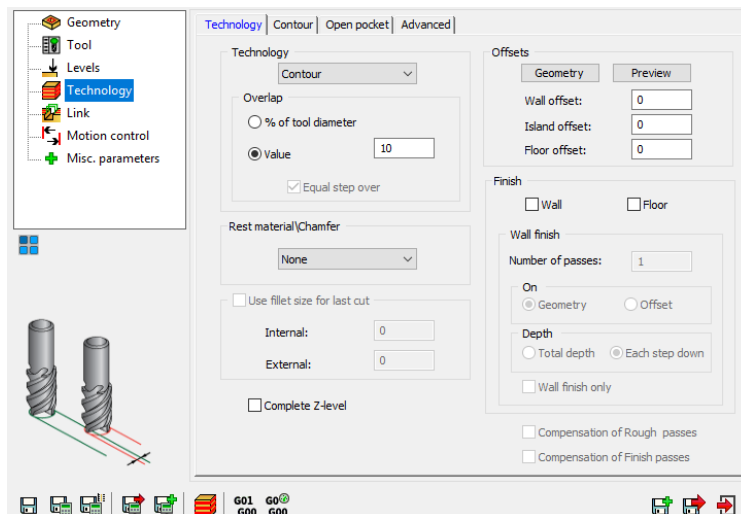 Geometry
Tool
Levels
Technology
Link
Motion control
Misc. parameters
Technology Contour Open pocket Advanced
Technology
Contour
Overlap
% of tool diameter
Value 10
Equal step over
Rest material\Chamfer
None
Use fillet size for last cut
Internal: 0
External: 0
Complete Z-level
Offsets
Geometry Preview
Wall offset: 0
Island offset: 0
Floor offset: 0
Finish
Wall Floor
Wall finish
Number of passes: 1
On
Geometry Offset
Depth
Total depth Each step down
Wall finish only
Compensation of Rough passes
Compensation of Finish passes
G01 G0
G00 G00